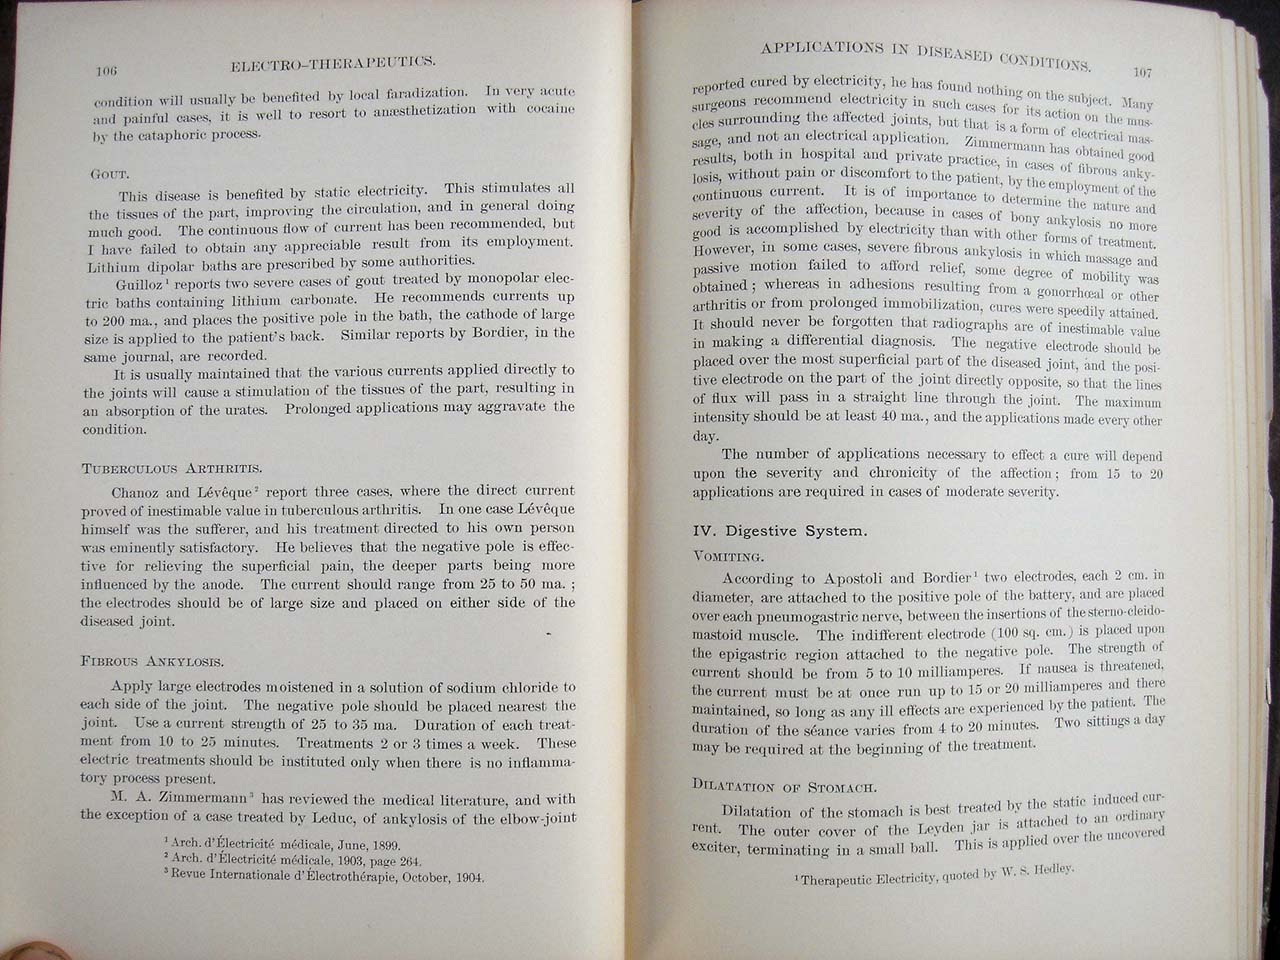 106
ELECTRO-THERAPEUTICS.
condition will usually be benefited by local faradization. In very acute
and painful cases, it is well to resort to anæsthetization with cocaine
by the cataphoric process.
GOUT.
This disease is benefited by static electricity. This stimulates all
the tissues of the part, improving the circulation, and in general doing
much good. The continuous flow of current has been recommended, but
I have failed to obtain any appreciable result from its employment.
Lithium dipolar baths are prescribed by some authorities.
Guilloz¹ reports two severe cases of gout treated by monopolar elec-
tric baths containing lithium carbonate. He recommends currents up
to 200 ma., and places the positive pole in the bath, the cathode of large
size is applied to the patient's back. Similar reports by Bordier, in the
same journal, are recorded.
It is usually maintained that the various currents applied directly to
the joints will cause a stimulation of the tissues of the part, resulting in
an absorption of the urates. Prolonged applications may aggravate the
condition.
TUBERCULOUS ARTHRITIS.
Chanoz and Lévêque² report three cases, where the direct current
proved of inestimable value in tuberculous arthritis. In one case Lévêque
himself was the sufferer, and his treatment directed to his own person
was eminently satisfactory. He believes that the negative pole is effec-
tive for relieving the superficial pain, the deeper parts being more
influenced by the anode. The current should range from 25 to 50 ma. ;
the electrodes should be of large size and placed on either side of the
diseased joint.
FIBROUS ANKYLOSIS.
Apply large electrodes moistened in a solution of sodium chloride to
each side of the joint. The negative pole should be placed nearest the
joint. Use a current strength of 25 to 35 ma. Duration of each treat-
ment from 10 to 25 minutes. Treatments 2 or 3 times a week. These
electric treatments should be instituted only when there is no inflamma-
tory process present.
M. A. Zimmermann³ has reviewed the medical literature, and with
the exception of a case treated by Leduc, of ankylosis of the elbow-joint
¹ Arch. d'Électricité médicale, June, 1899.
² Arch. d'Électricité médicale, 1903, page 264.
³ Revue Internationale d'Électrothérapie, October, 1904.
APPLICATIONS IN DISEASED CONDITIONS.
107
reported cured by electricity, he has found nothing on the subject. Many
surgeons recommend electricity in such cases for its action on the mus-
cles surrounding the affected joints, but that is a form of electrical mas-
sage, and not an electrical application. Zimmermann has obtained good
results, both in hospital and private practice, in cases of fibrous anky-
losis, without pain or discomfort to the patient, by the employment of the
continuous current. It is of importance to determine the nature and
severity of the affection, because in cases of bony ankylosis no more
good is accomplished by electricity than with other forms of treatment.
However, in some cases, severe fibrous ankylosis in which massage and
passive motion failed to afford relief, some degree of mobility was
obtained ; whereas in adhesions resulting from a gonorrhœal or other
arthritis or from prolonged immobilization, cures were speedily attained.
It should never be forgotten that radiographs are of inestimable value
in making a differential diagnosis. The negative electrode should be
placed over the most superficial part of the diseased joint, and the posi-
tive electrode on the part of the joint directly opposite, so that the lines
of flux will pass in a straight line through the joint. The maximum
intensity should be at least 40 ma., and the applications made every other
day.
The number of applications necessary to effect a cure will depend
upon the severity and chronicity of the affection ; from 15 to 20
applications are required in cases of moderate severity.
IV. Digestive System.
VOMITING.
According to Apostoli and Bordier¹ two electrodes, each 2 cm. in
diameter, are attached to the positive pole of the battery, and are placed
over each pneumogastric nerve, between the insertions of the sterno-cleido-
mastoid muscle. The indifferent electrode (100 sq. cm.) is placed upon
the epigastric region attached to the negative pole. The strength of
current should be from 5 to 10 milliamperes. If nausea is threatened,
the current must be at once run up to 15 or 20 milliamperes and there
maintained, so long as any ill effects are experienced by the patient. The
duration of the séance varies from 4 to 20 minutes. Two sittings a day
may be required at the beginning of the treatment.
DILATATION OF STOMACH.
Dilatation of the stomach is best treated by the static induced cur-
rent. The outer cover of the Leyden jar is attached to an ordinary
exciter, terminating in a small ball. This is applied over the uncovered
¹ Therapeutic Electricity, quoted by W. S. Hedley.